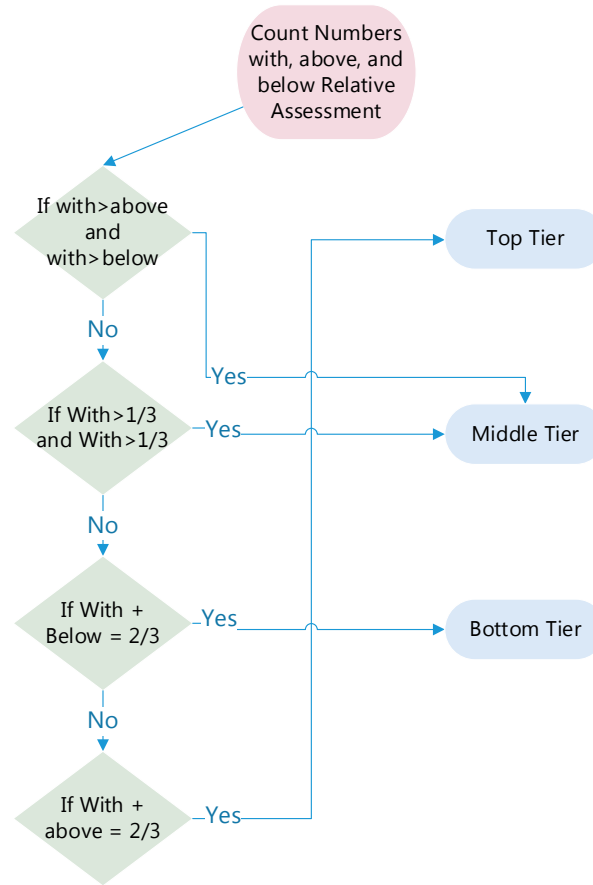 Count Numbers
with, above, and
below Relative
Assessment
If with>above
and
with>below
Top Tier
No
Yes
If With>1/3
and With>1/3
Yes
Middle Tier
No
If With +
Below = 2/3
Yes
Bottom Tier
No
If With +
above = 2/3
Yes